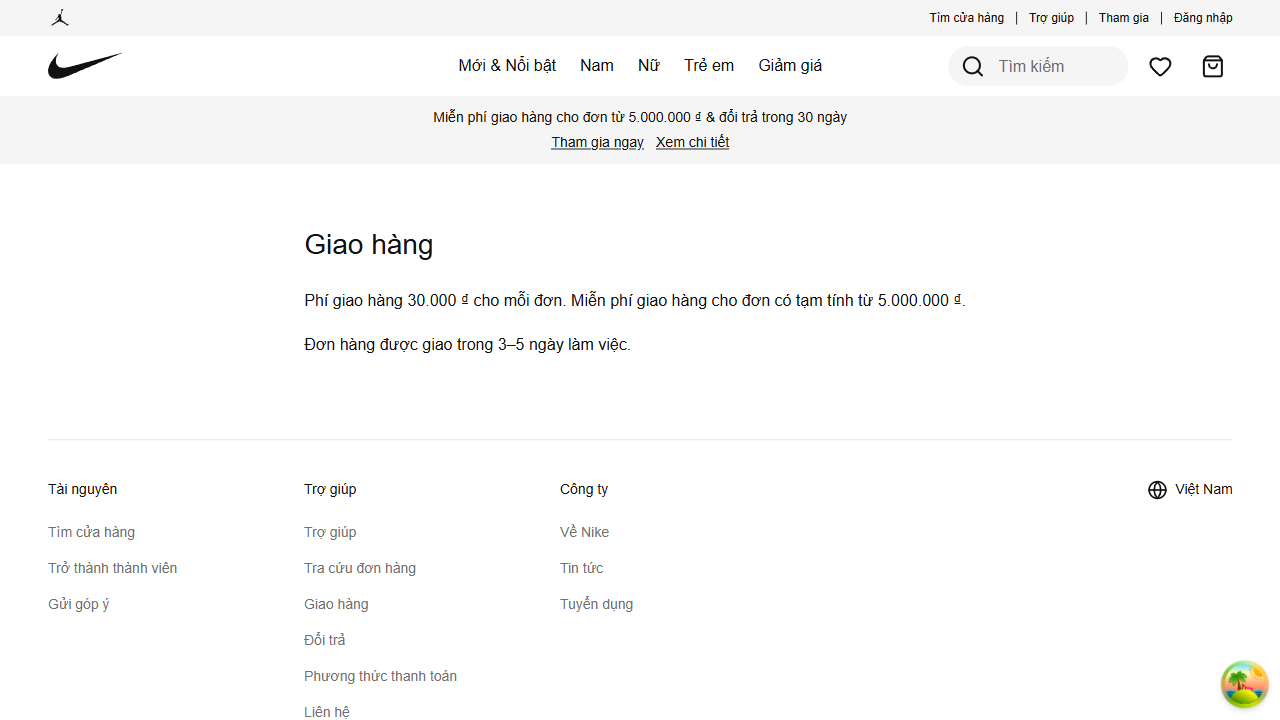 Tìm cửa hàng | Trợ giúp | Tham gia | Đăng nhập
Mới & Nổi bật Nam Nữ Trẻ em Giảm giá Tìm kiếm
Miễn phí giao hàng cho đơn từ 5.000.000 ₫ & đổi trả trong 30 ngày
Tham gia ngay Xem chi tiết
Giao hàng
Phí giao hàng 30.000 ₫ cho mỗi đơn. Miễn phí giao hàng cho đơn có tạm tính từ 5.000.000 ₫.
Đơn hàng được giao trong 3–5 ngày làm việc.
Tài nguyên
Tìm cửa hàng
Trở thành thành viên
Gửi góp ý
Trợ giúp
Trợ giúp
Tra cứu đơn hàng
Giao hàng
Đổi trả
Phương thức thanh toán
Liên hệ
Công ty
Về Nike
Tin tức
Tuyển dụng
Việt Nam